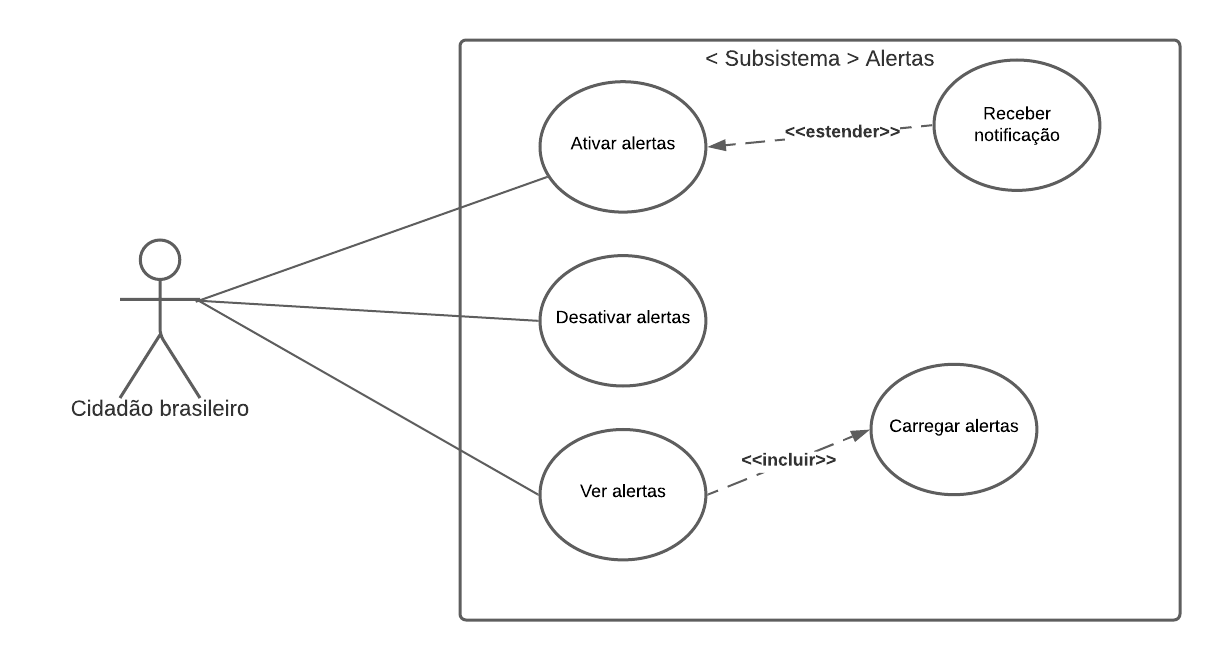 < Subsistema > Alertas
Receber
notificação
<<estender>>
Ativar alertas
Desativar alertas
Cidadão brasileiro
Carregar alertas
<<incluir>>
Ver alertas